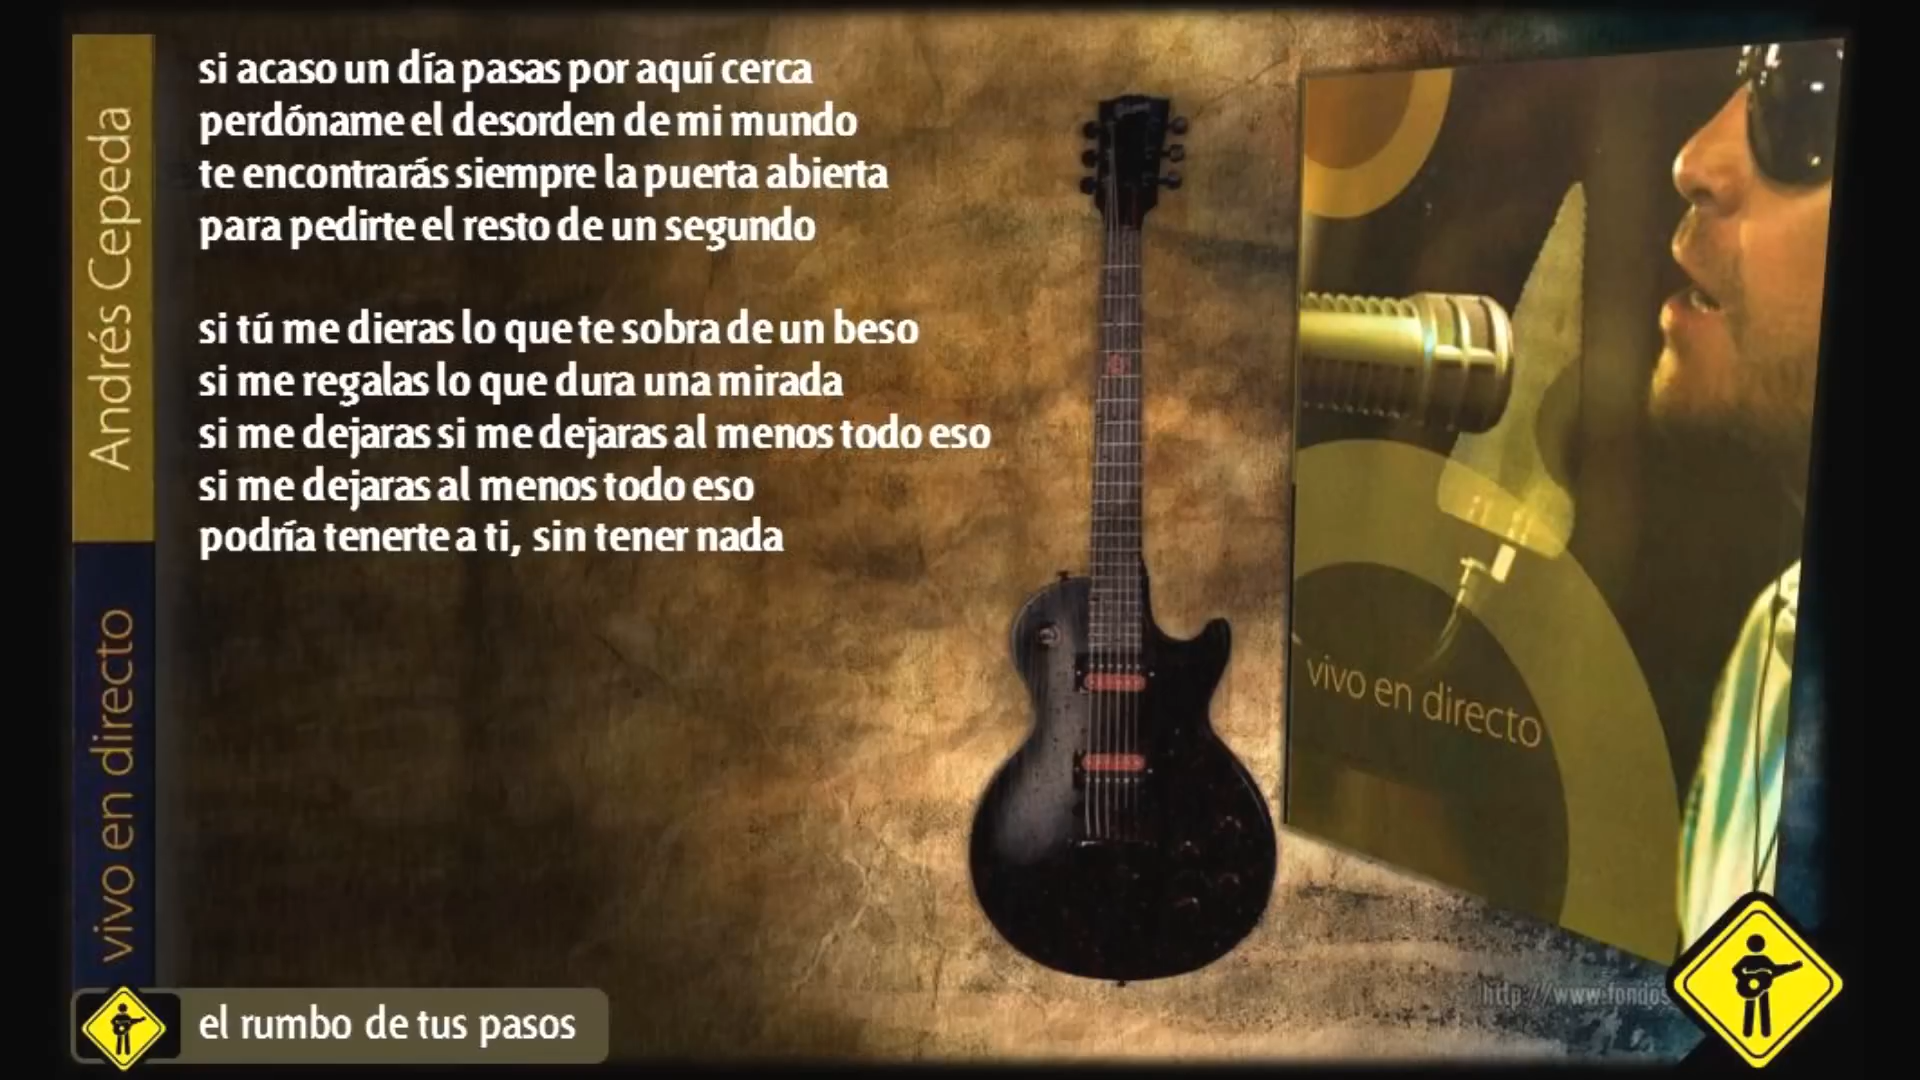 Andrés Cepeda
vivo en directo
si acaso un día pasas por aquí cerca
perdóname el desorden de mi mundo
te encontrarás siempre la puerta abierta
para pedirte el resto de un segundo
si tú me dieras lo que te sobra de un beso
si me regalas lo que dura una mirada
si me dejaras si me dejaras al menos todo eso
si me dejaras al menos todo eso
podría tenerte a ti, sin tener nada
vivo en directo
http://www.fondos
el rumbo de tus pasos